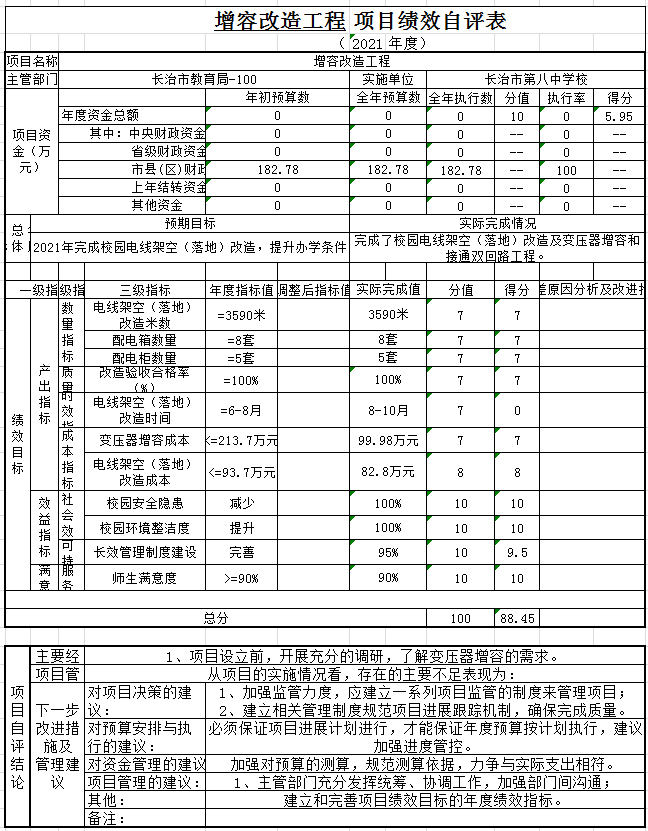 增容改造工程 项目绩效自评表
（ 2021 年度）
项目名称 增容改造工程
主管部门 长治市教育局-100 实施单位 长治市第八中学校
项目资金（万元） 年初预算数 全年预算数 全年执行数 分值 执行率 得分
年度资金总额 0 0 0 10 0 5.95
其中: 中央财政资金 0 0 0 -- 0 --
省级财政资金 0 0 0 -- 0 --
市县(区)财政 182.78 182.78 182.78 -- 100 --
上年结转资金 0 0 0 -- 0 --
其他资金 0 0 0 -- 0 --
总体 预期目标 实际完成情况
2021年完成校园电线架空（落地）改造, 提升办学条件 完成了校园电线架空（落地）改造及变压器增容和接通双回路工程。
一级指 级指 三级指标 年度指标值 调整后指标值 实际完成值 分值 得分 差原因分析及改进措
绩效目标 产出指标 数量指标 电线架空（落地）改造米数 =3590米 3590米 7 7
配电箱数量 =8套 8套 7 7
配电柜数量 =5套 5套 7 7
质量 改造验收合格率（%） =100% 100% 7 7
时效指 电线架空（落地）改造时间 =6-8月 8-10月 7 0
成本指标 变压器增容成本 <=213.7万元 99.98万元 7 7
电线架空（落地）改造成本 <=93.7万元 82.8万元 8 8
效益指标 社会效 校园安全隐患 减少 100% 10 10
校园环境整洁度 提升 100% 10 10
可持 长效管理制度建设 完善 95% 10 9.5
满意 服务 师生满意度 >=90% 90% 10 10
总分 100 88.45
项目自评结论 主要经 1、项目设立前, 开展充分的调研, 了解变压器增容的需求。
项目管 从项目的实施情况看, 存在的主要不足表现为:
下一步改进措施及管理建议 对项目决策的建议: 1、加强监管力度, 应建立一系列项目监管的制度来管理项目;
2、建立相关管理制度规范项目进展跟踪机制, 确保完成质量。
对预算安排与执行的建议: 必须保证项目进展计划进行, 才能保证年度预算按计划执行, 建议加强进度管控。
对资金管理的建议 加强对预算的测算, 规范测算依据, 力争与实际支出相符。
项目管理的建议: 1、主管部门充分发挥统筹、协调工作, 加强部门间沟通;
其他: 建立和完善项目绩效目标的年度绩效指标。
备注: